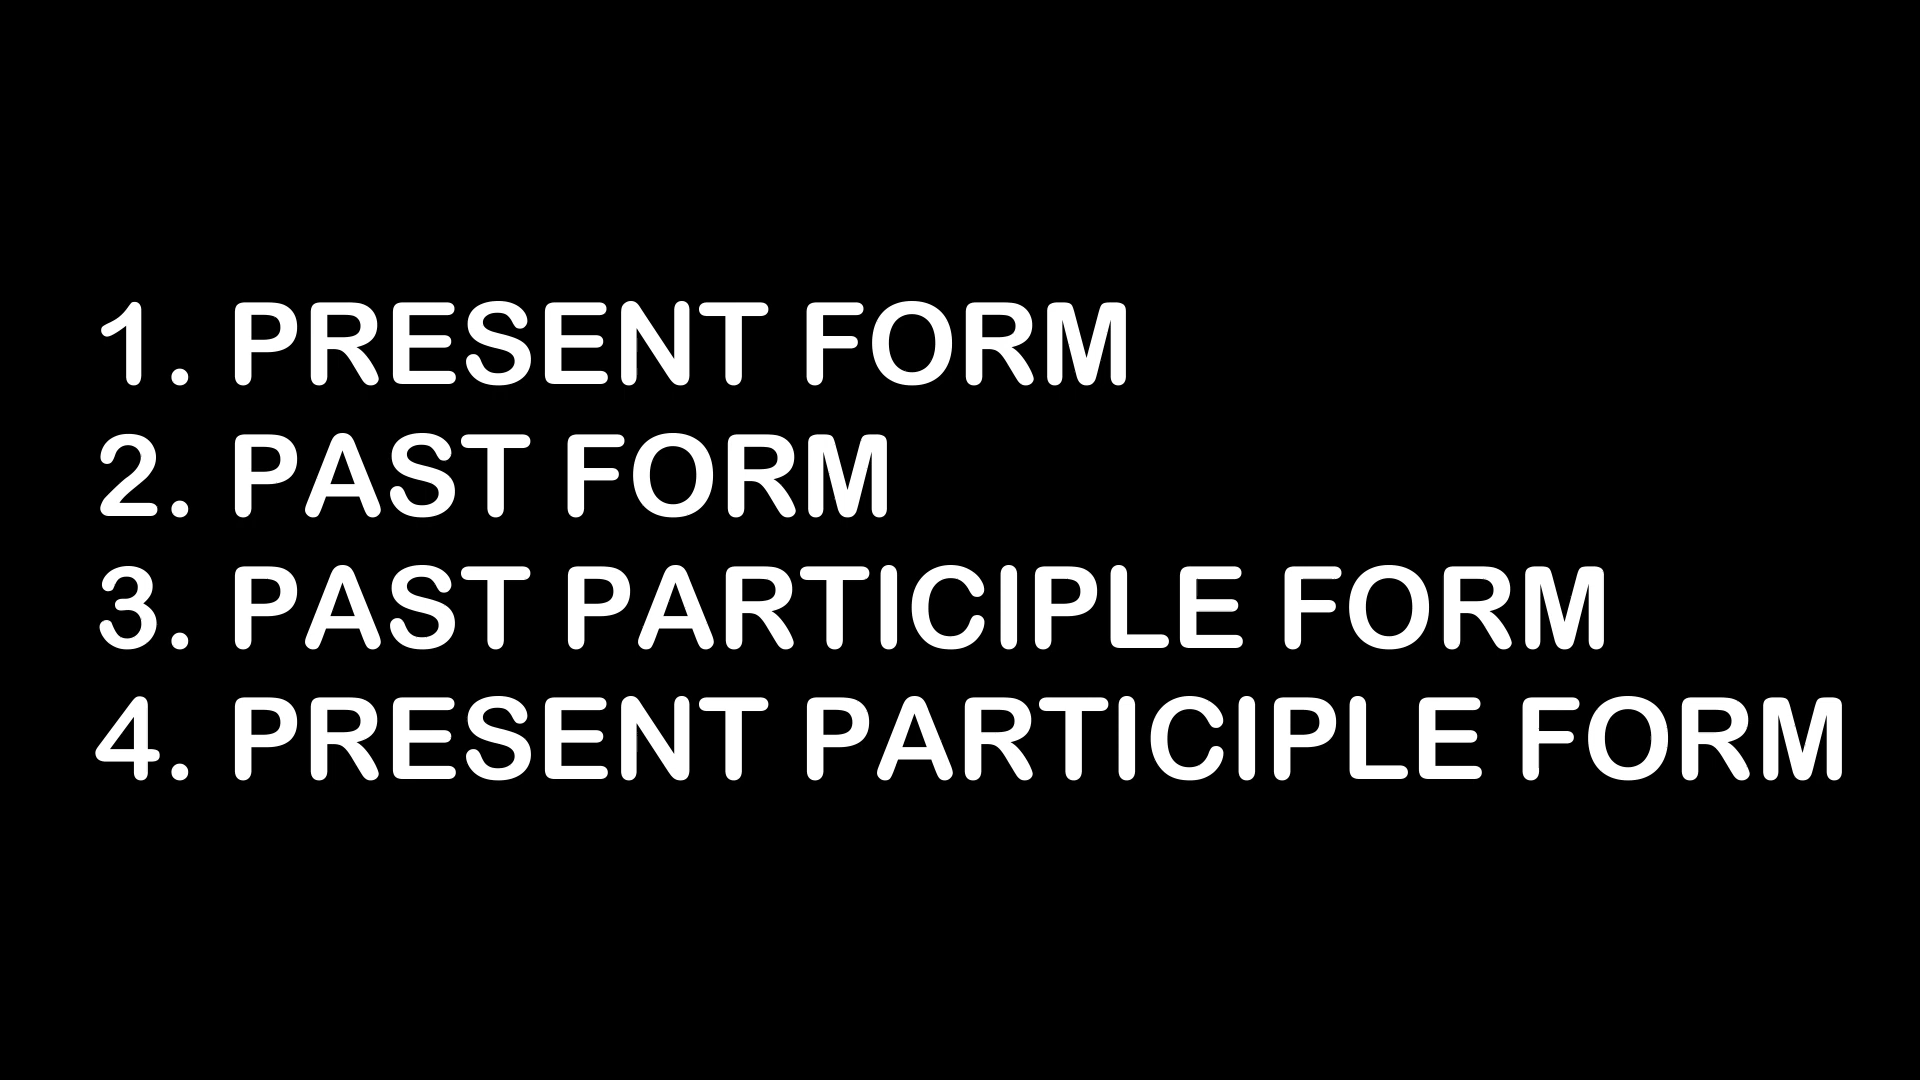 1. PRESENT FORM
2. PAST FORM
3. PAST PARTICIPLE FORM
4. PRESENT PARTICIPLE FORM